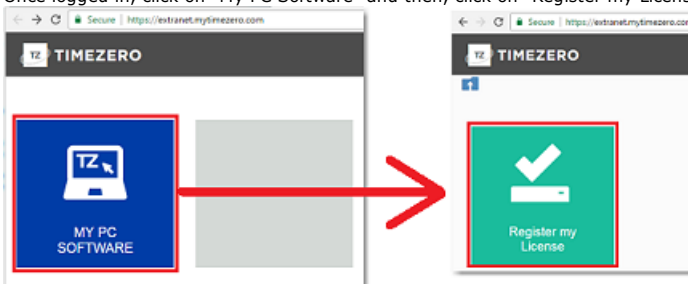 Once logged in, click on "My PC Software" and then, click on "Register my License
Secure | https://extranet.mytimezero.com
TZ TIMEZERO
TZ
MY PC
SOFTWARE
Secure | https://extranet.mytimezero.com
TZ TIMEZERO
Register my
License